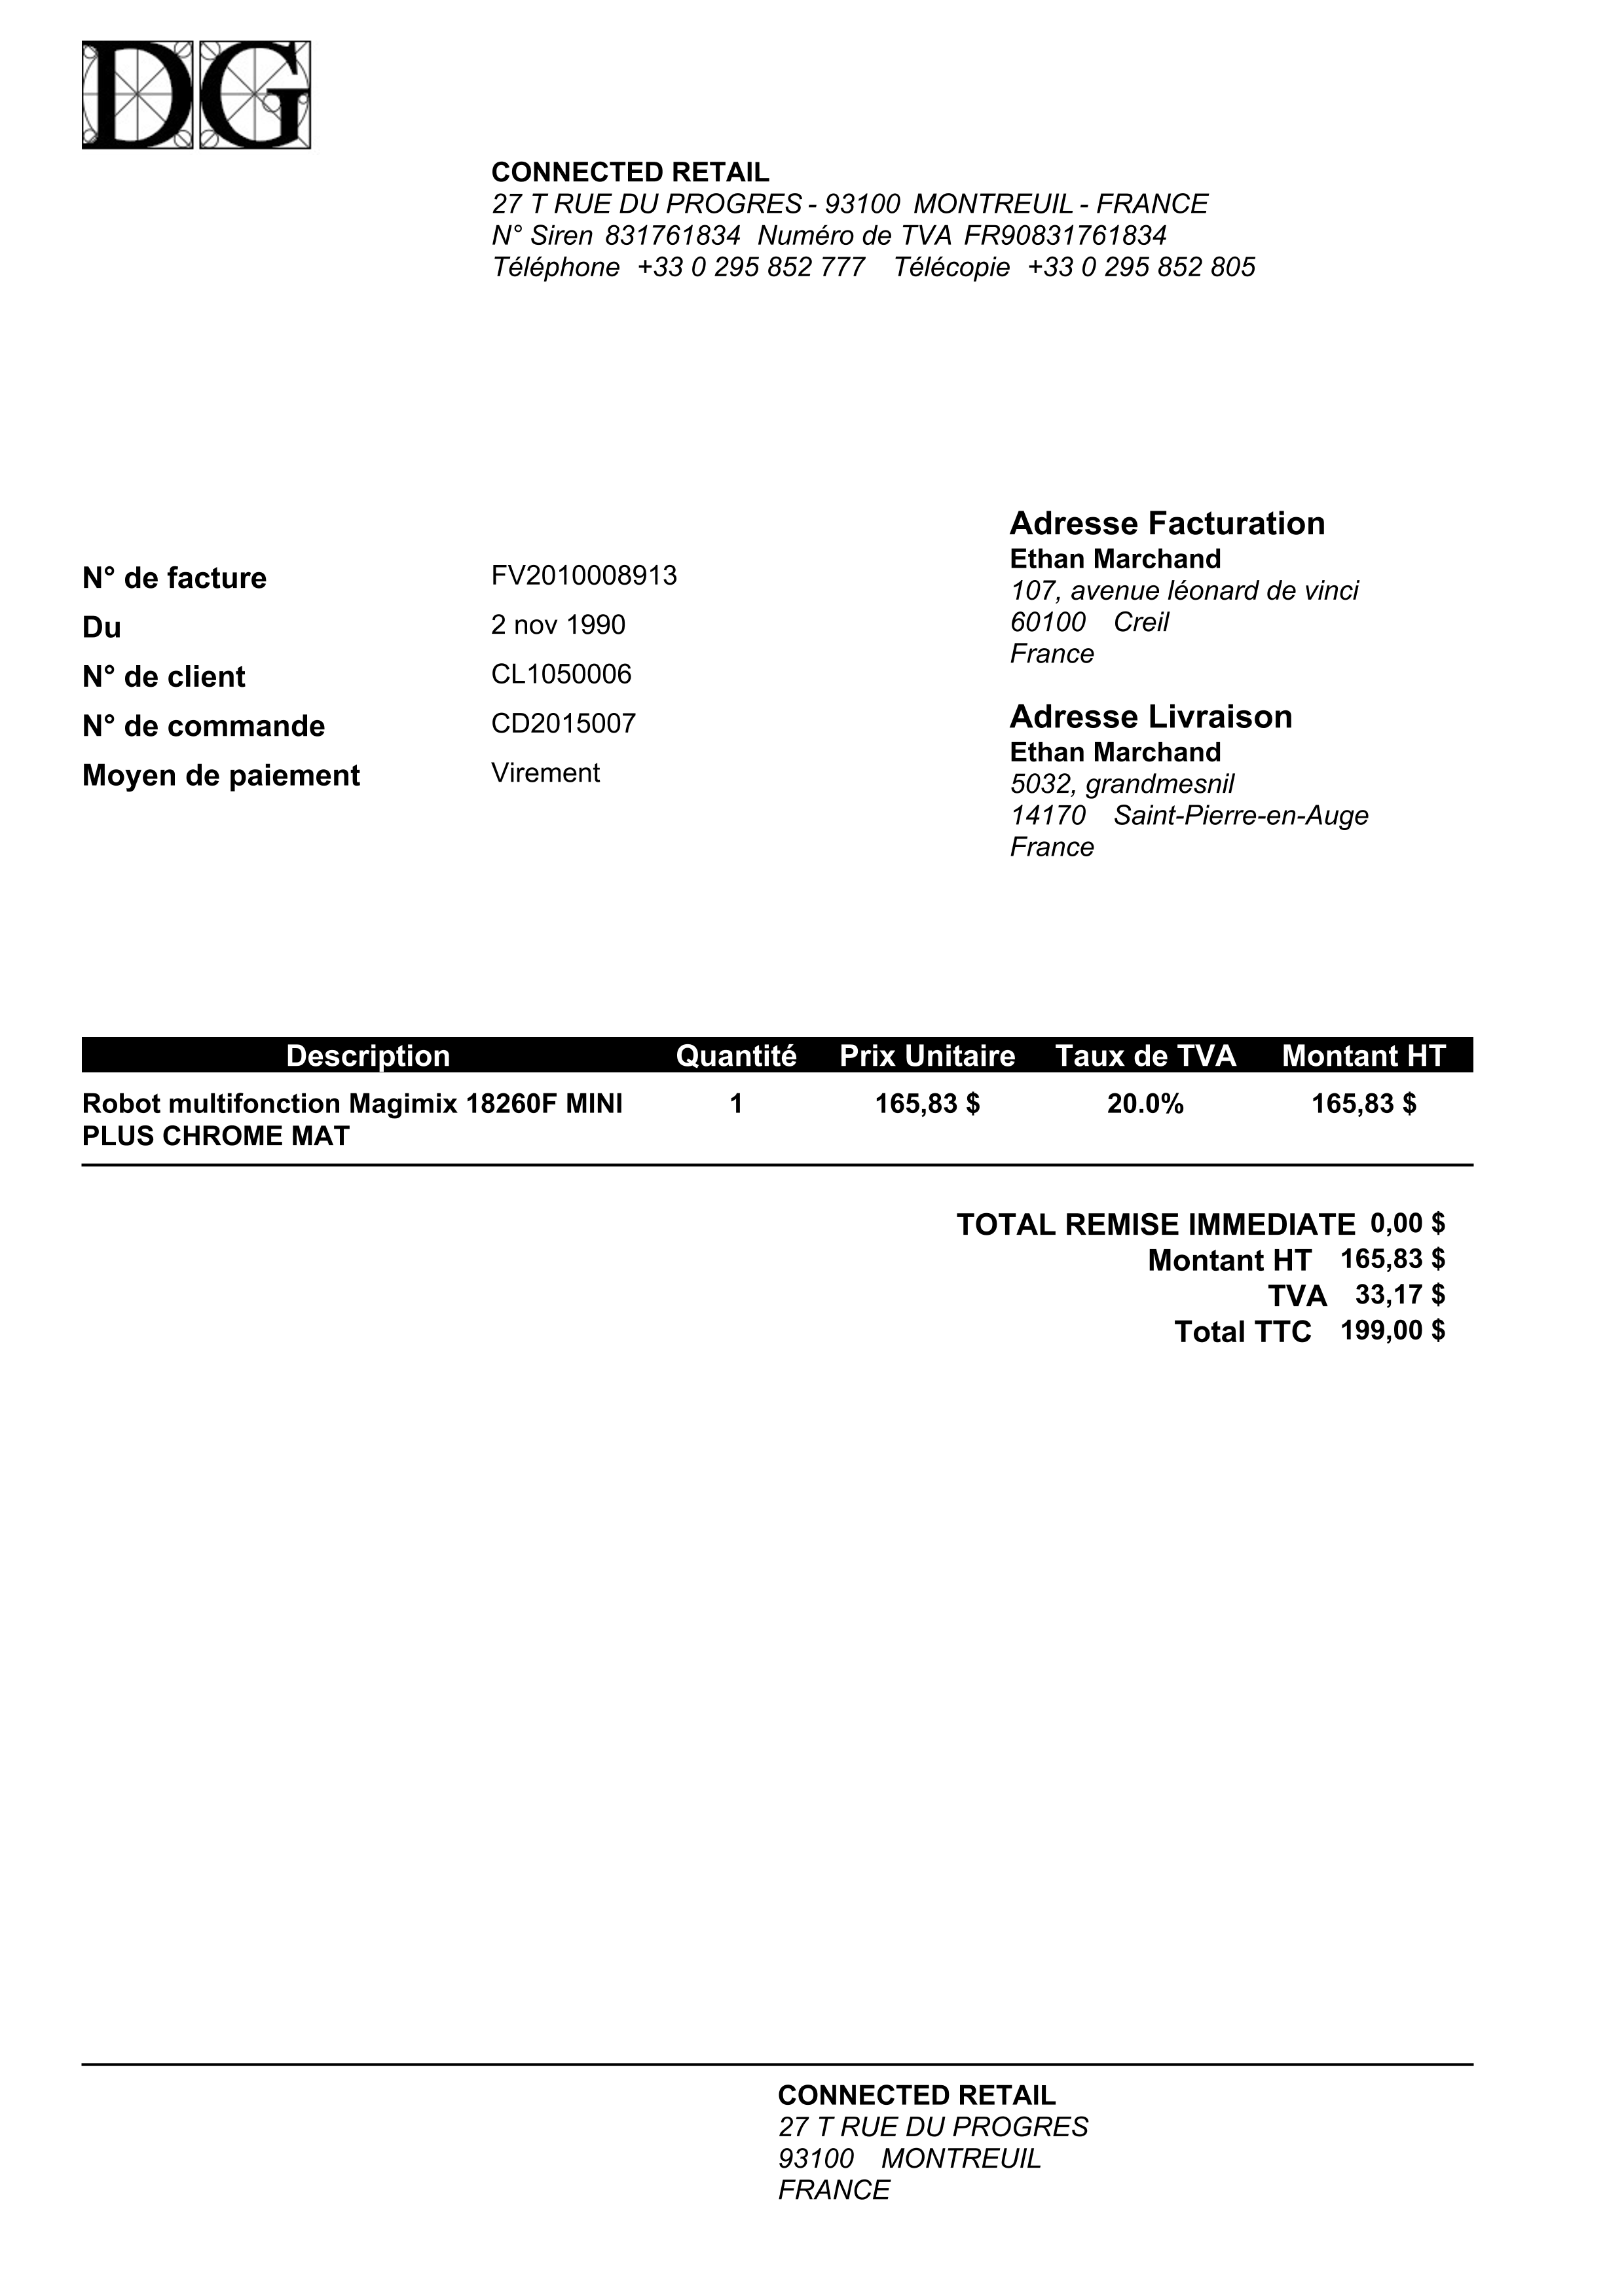 DG
CONNECTED RETAIL
27 T RUE DU PROGRES - 93100 MONTREUIL - FRANCE
N° Siren 831761834 Numéro de TVA FR90831761834
Téléphone +33 0 295 852 777 Télécopie +33 0 295 852 805
N° de facture FV2010008913
Du 2 nov 1990
N° de client CL1050006
N° de commande CD2015007
Moyen de paiement Virement
Adresse Facturation
Ethan Marchand
107, avenue léonard de vinci
60100 Creil
France
Adresse Livraison
Ethan Marchand
5032, grandmesnil
14170 Saint-Pierre-en-Auge
France
Description Quantité Prix Unitaire Taux de TVA Montant HT
Robot multifonction Magimix 18260F MINI 1 165,83 $ 20.0% 165,83 $
PLUS CHROME MAT
TOTAL REMISE IMMEDIATE 0,00 $
Montant HT 165,83 $
TVA 33,17 $
Total TTC 199,00 $
CONNECTED RETAIL
27 T RUE DU PROGRES
93100 MONTREUIL
FRANCE